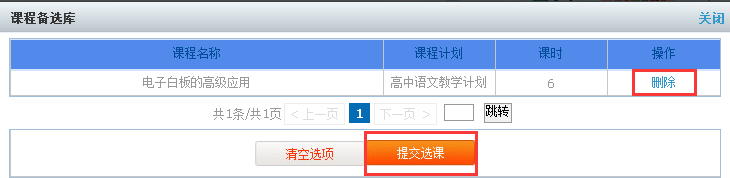 课程备选库 关闭
课程名称 课程计划 课时 操作
电子白板的高级应用 高中语文教学计划 6 删除
共1条/共1页 < 上一页 1 下一页 > 跳转
清空选项 提交选课